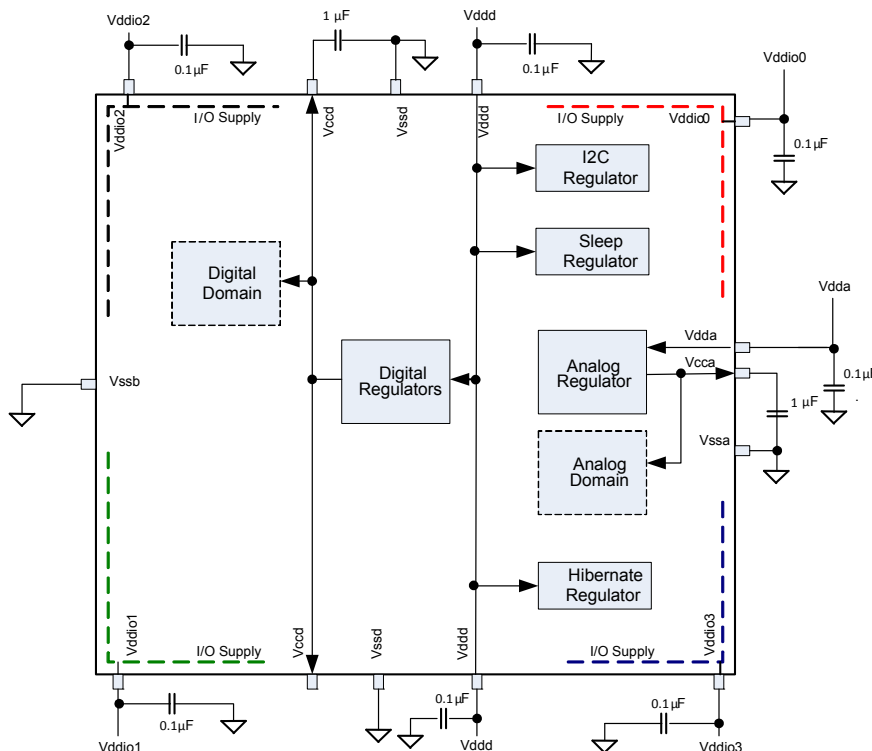 Vddio2
1 µF
Vddd
0.1µF
0.1µF
Vddio0
0.1µF
Vddio2
I/O Supply
Vccd
Vssd
Vddd
I/O Supply
Vddio0
I2C
Regulator
Sleep
Regulator
Digital
Domain
Vdda
Vdda
Digital
Regulators
Analog
Regulator
Vcca
0.1µF
.
1 µF
Vssb
Vssa
Analog
Domain
Hibernate
Regulator
Vddio1
I/O Supply
Vccd
Vssd
Vddd
I/O Supply
Vddio3
0.1µF
0.1µF
0.1µF
Vddio1
Vddd
Vddio3